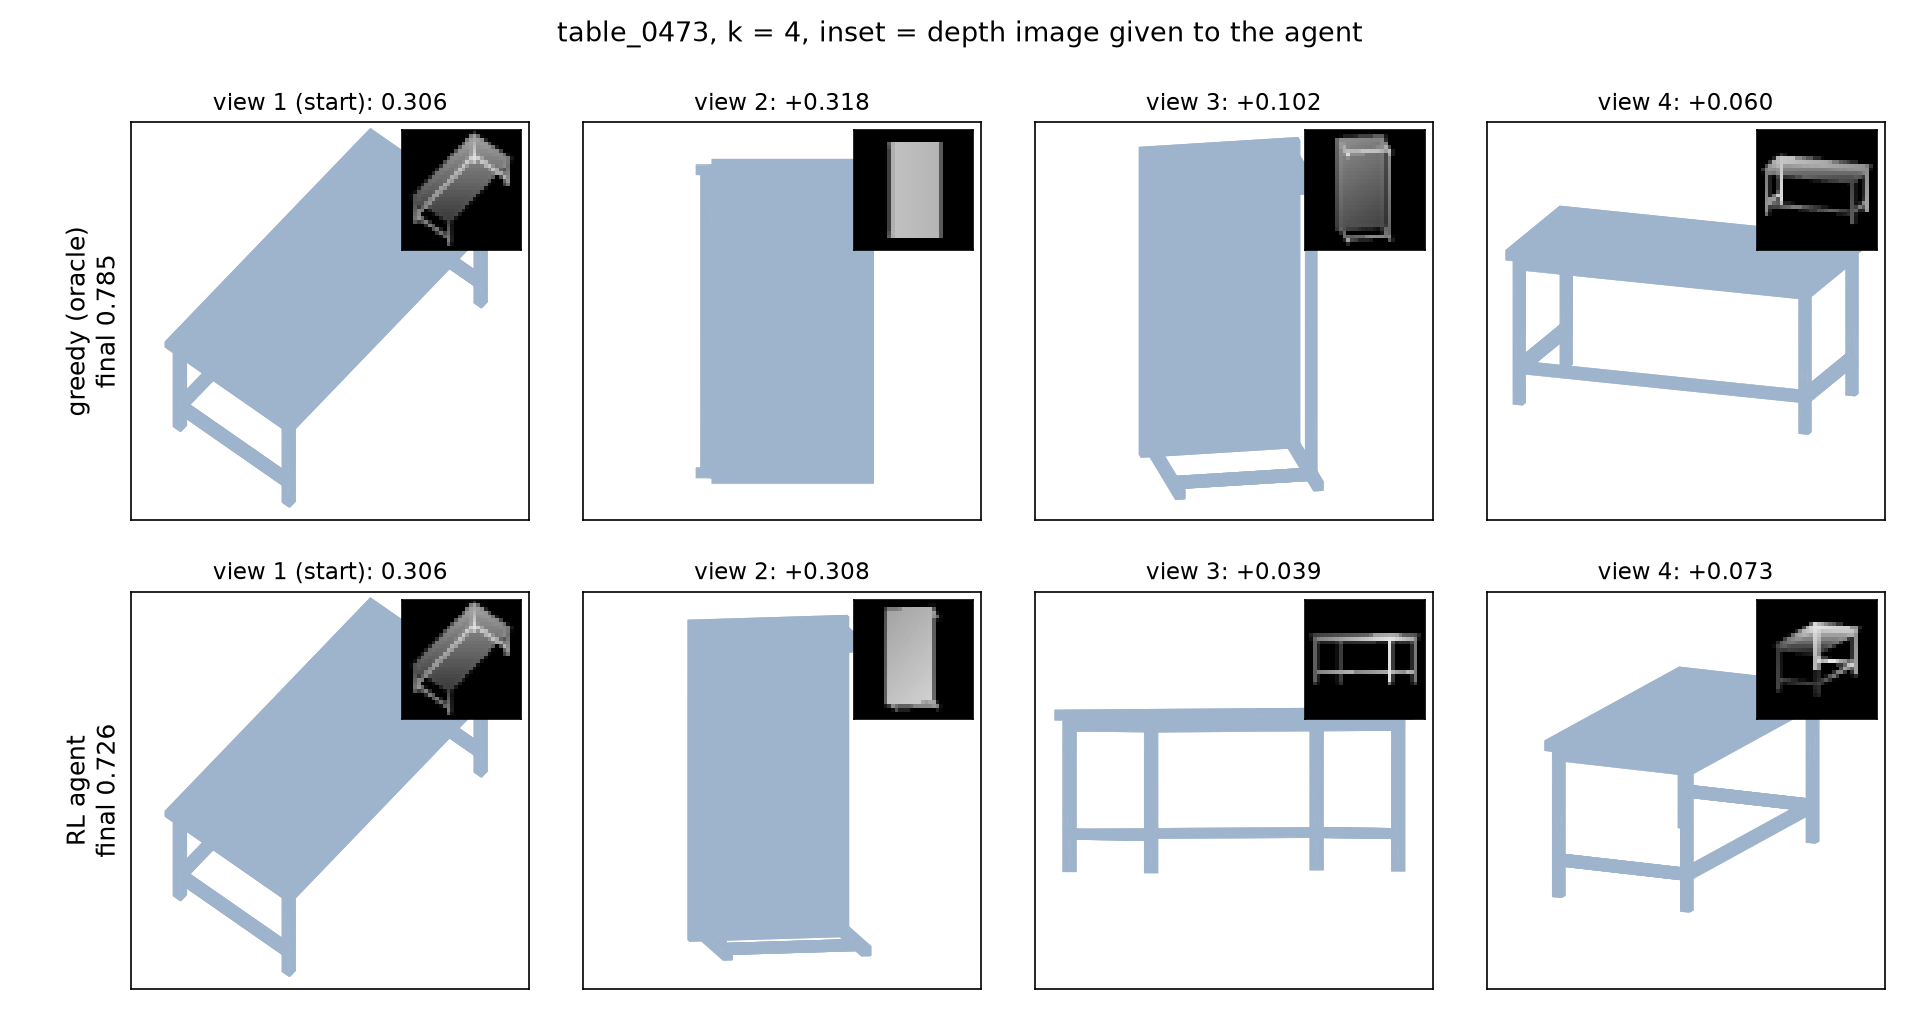 table_0473, k = 4, inset = depth image given to the agent
view 1 (start): 0.306
view 2: +0.318
view 3: +0.102
view 4: +0.060
greedy (oracle)
final 0.785
view 1 (start): 0.306
view 2: +0.308
view 3: +0.039
view 4: +0.073
RL agent
final 0.726